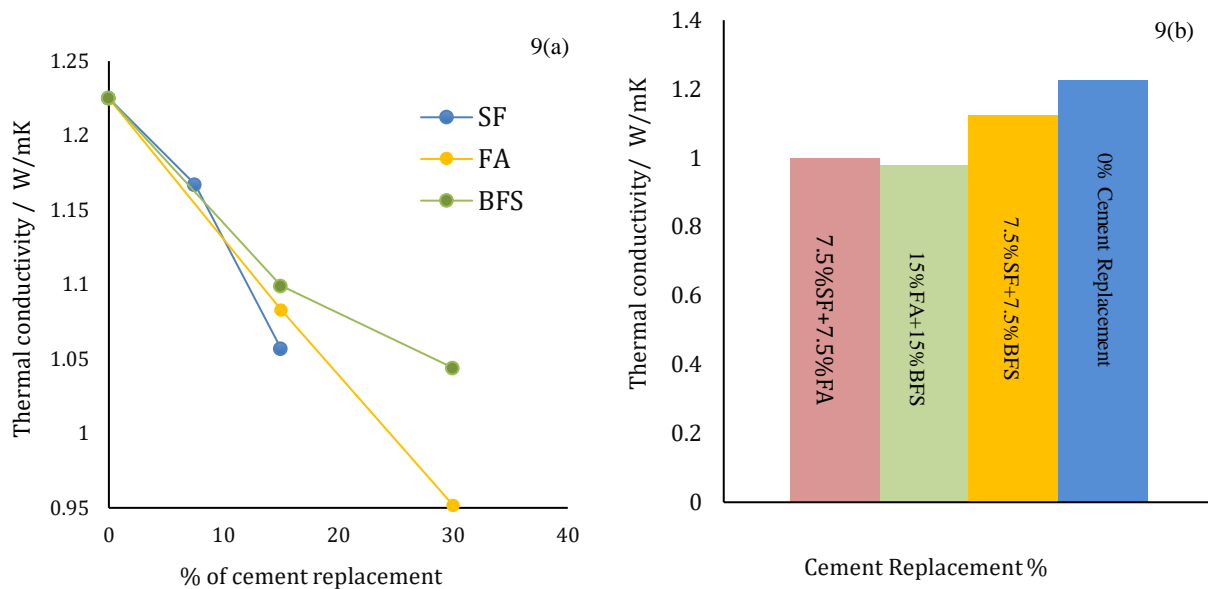 9(a)
Thermal conductivity / W/mK
1.25
1.2
1.15
1.1
1.05
1
0.95
0
10
20
30
40
% of cement replacement
SF
FA
BFS
9(b)
Thermal conductivity/ W/mK
1.4
1.2
1
0.8
0.6
0.4
0.2
0
7.5%SF+7.5%FA
15%FA+15%BFS
7.5%SF+7.5%BFS
0% Cement Replacement
Cement Replacement %